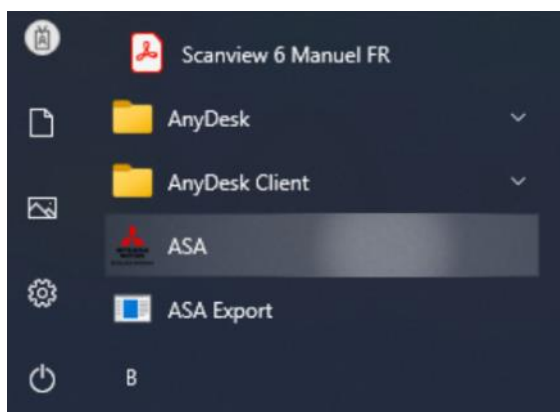 Scanview 6 Manuel FR
AnyDesk
AnyDesk Client
ASA
ASA Export
B